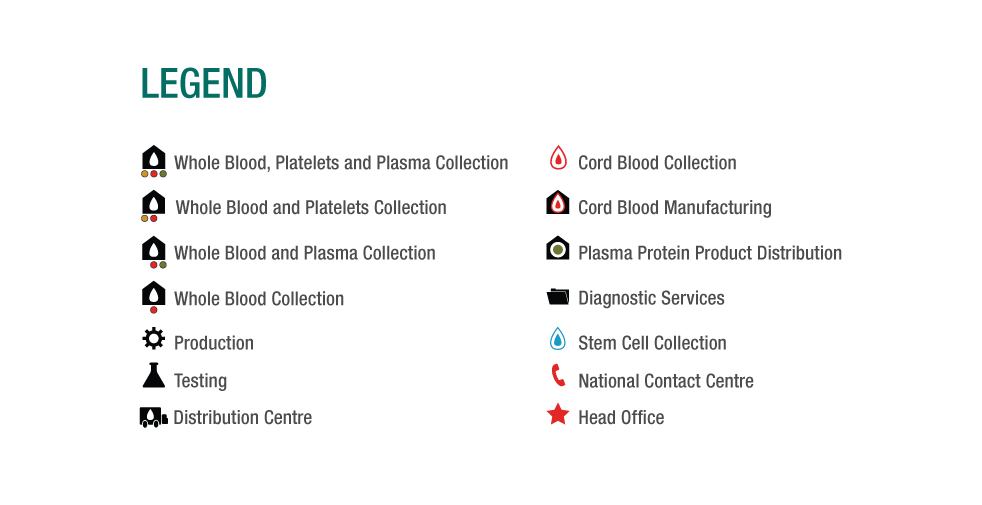 LEGEND
Whole Blood, Platelets and Plasma Collection
Whole Blood and Platelets Collection
Whole Blood and Plasma Collection
Whole Blood Collection
Production
Testing
Distribution Centre
Cord Blood Collection
Cord Blood Manufacturing
Plasma Protein Product Distribution
Diagnostic Services
Stem Cell Collection
National Contact Centre
Head Office